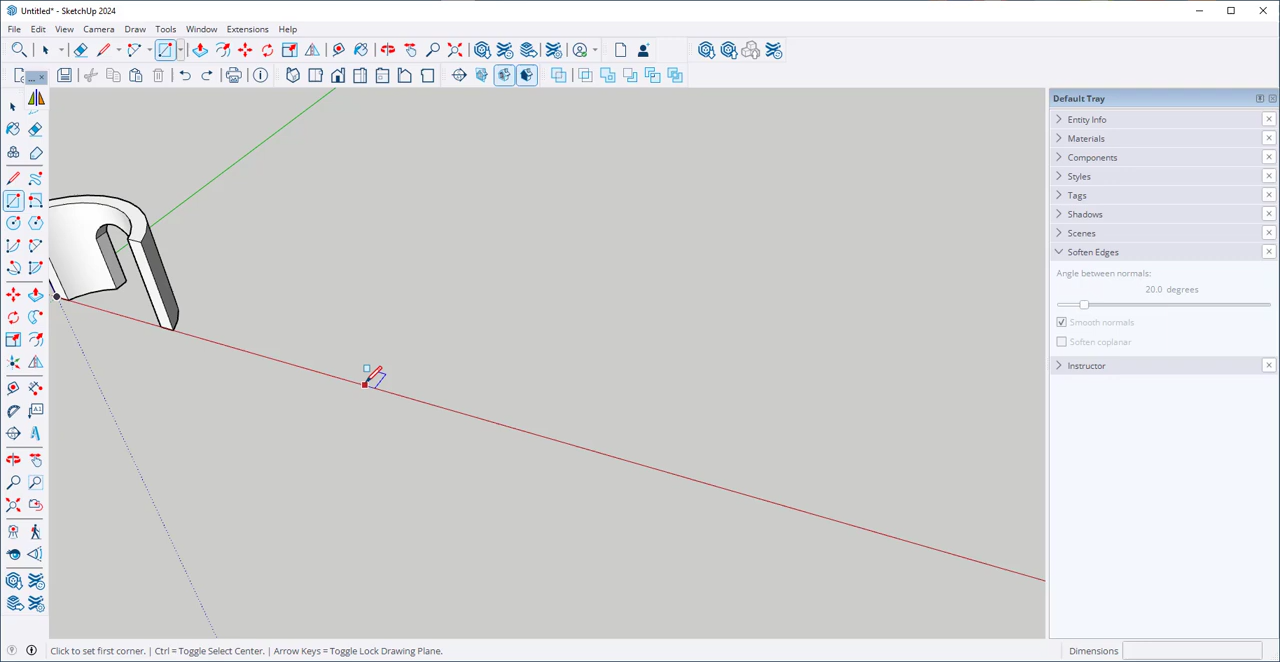 Untitled* - SketchUp 2024
File Edit View Camera Draw Tools Window Extensions Help
...
Default Tray
Entity Info
Materials
Components
Styles
Tags
Shadows
Scenes
Soften Edges
Angle between normals:
20.0 degrees
Smooth normals
Soften coplanar
Instructor
Click to set first corner. | Ctrl = Toggle Select Center. | Arrow Keys = Toggle Lock Drawing Plane.
Dimensions